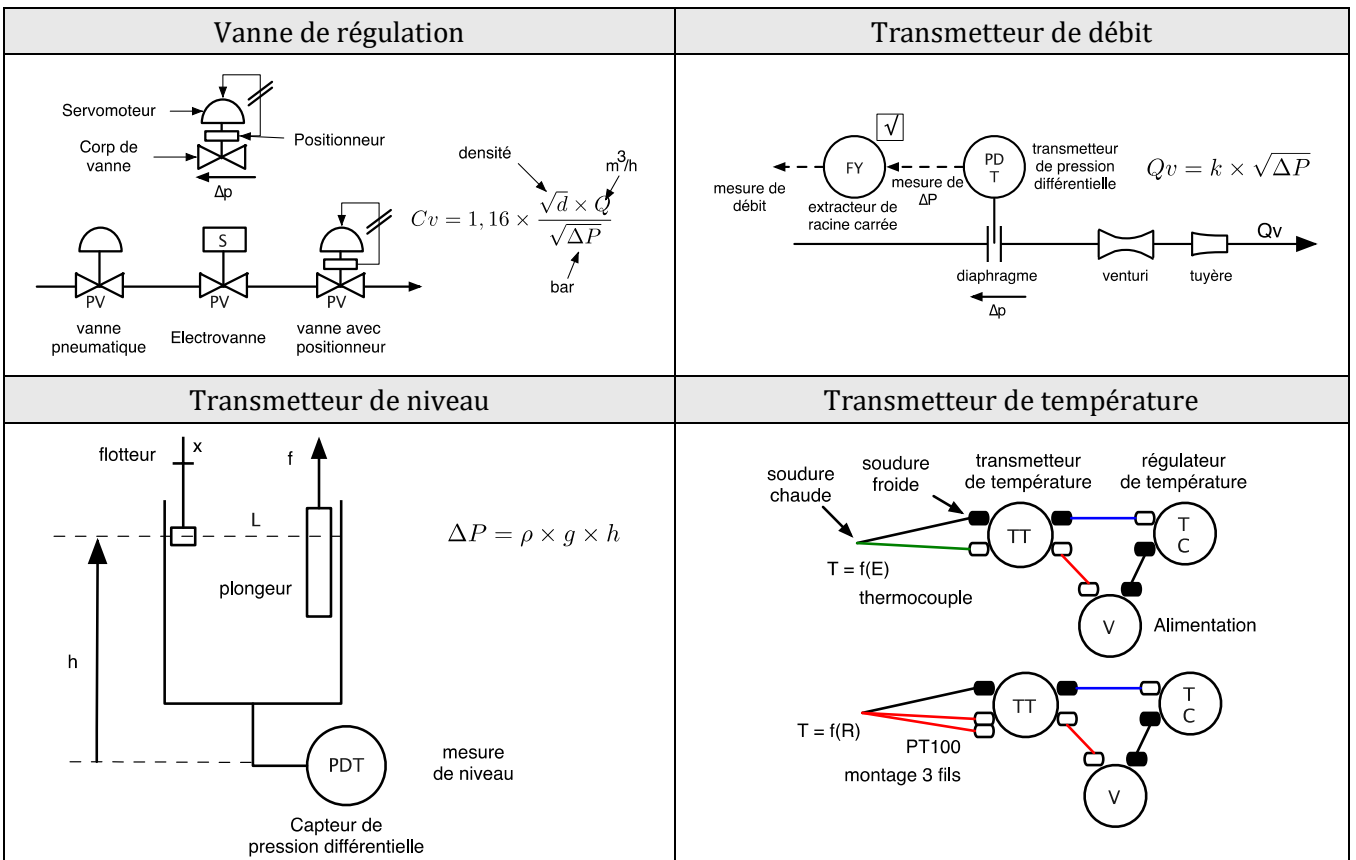 Vanne de régulation
Servomoteur
Positionneur
Corp de
vanne
Δp
densité
m³/h
Cv = 1, 16 × √d × Q / √ΔP
bar
S
PV
PV
PV
vanne
pneumatique
Electrovanne
vanne avec
positionneur
Transmetteur de débit
√
FY
PD
T
transmetteur
de pression
différentielle
Qv = k × √ΔP
mesure de
débit
mesure de
ΔP
extracteur de
racine carrée
Qv
diaphragme
venturi
tuyère
Δp
Transmetteur de niveau
flotteur
x
f
L
ΔP = ρ × g × h
plongeur
h
PDT
mesure
de niveau
Capteur de
pression différentielle
Transmetteur de température
soudure
chaude
soudure
froide
transmetteur
de température
régulateur
de température
TT
T
C
T = f(E)
thermocouple
V
Alimentation
TT
T
C
T = f(R)
PT100
montage 3 fils
V